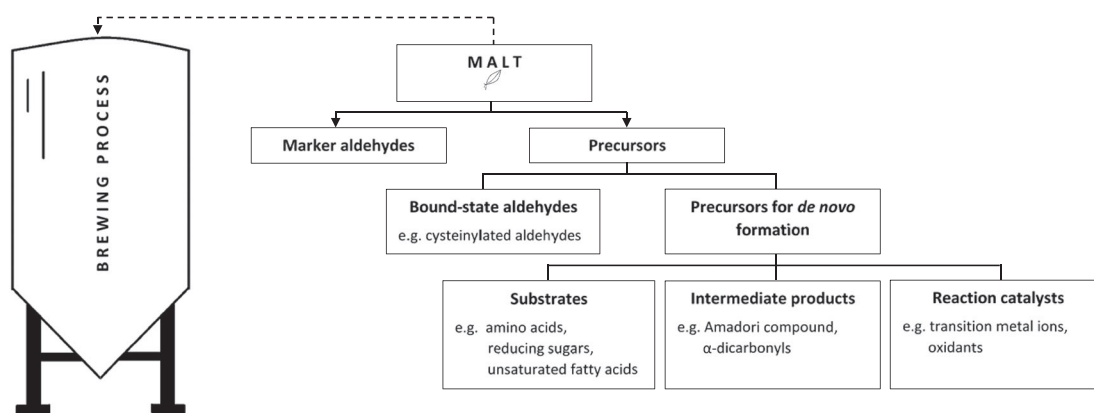 BREWING PROCESS
MALT
Marker aldehydes
Precursors
Bound-state aldehydes
e.g. cysteinylated aldehydes
Precursors for de novo
formation
Substrates
e.g. amino acids,
reducing sugars,
unsaturated fatty acids
Intermediate products
e.g. Amadori compound,
α-dicarbonyls
Reaction catalysts
e.g. transition metal ions,
oxidants